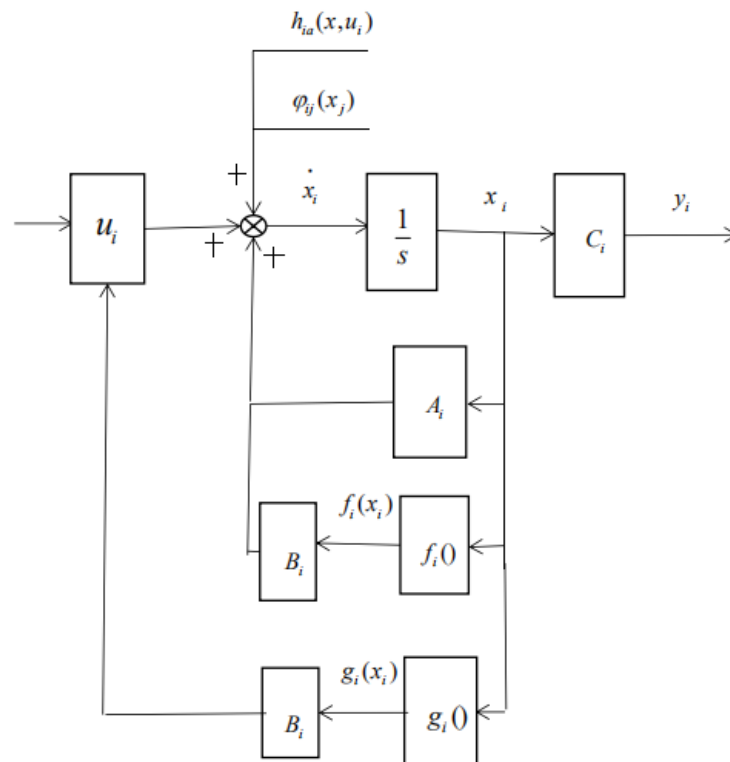 h_{ia}(x,u_i)
φ_{ij}(x_j)
+
ẋ_i
x_i
y_i
u_i
+
+
1/s
C_i
A_i
f_i(x_i)
B_i
f_i()
g_i(x_i)
B_i
g_i()